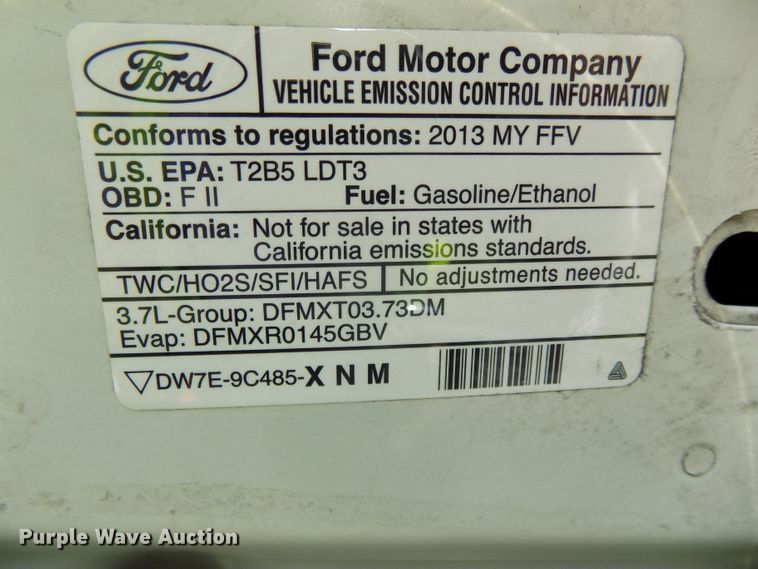 Ford
Ford Motor Company
VEHICLE EMISSION CONTROL INFORMATION
Conforms to regulations: 2013 MY FFV
U.S. EPA: T2B5 LDT3
OBD: F II Fuel: Gasoline/Ethanol
California: Not for sale in states with
California emissions standards.
TWC/HO2S/SFI/HAFS No adjustments needed.
3.7L-Group: DFMXT03.73DM
Evap: DFMXR0145GBV
▽DW7E-9C485-X N M
Purple Wave Auction